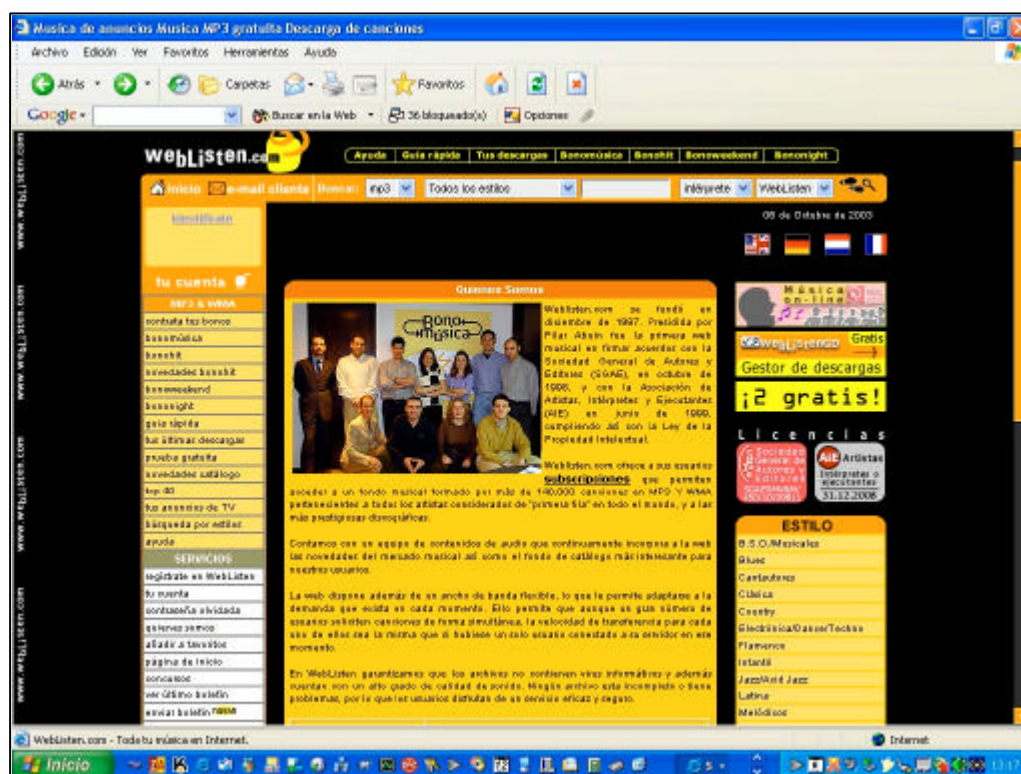 Musica de anuncios Musica MP3 gratuita Descarga de canciones
Archivo Edición Ver Favoritos Herramientas Ayuda
Atrás Carpetas Favoritos
Google Buscar en la Web 36 bloqueado(s) Opciones
webListen.com
Ayuda Guía rápida Tus descargas Bonomúsica Bonohit Bonoweekend Bononight
Inicio e-mail cliente Buscar: mp3 Todos los estilos intérprete WebListen
08 de Octubre de 2003
identifícate
tu cuenta
MP3 & WMA
contrata tus bonos
bonomúsica
bonohit
novedades bonohit
bonoweekend
bononight
guía rápida
tus últimas descargas
prueba gratuita
novedades catálogo
top 40
tus anuncios de TV
búsqueda por estilos
ayuda
SERVICIOS
regístrate en WebListen
tu cuenta
contraseña olvidada
quienes somos
añadir a favoritos
página de inicio
concursos
ver último boletín
enviar boletín
www.weblisten.com
www.weblisten.com
www.weblisten.com
www.weblisten.com
Quienes Somos
Bono música
Weblisten.com se fundó en
diciembre de 1997. Presidida por
Pilar fue la primera web
musical en firmar acuerdos con la
Sociedad General de Autores y
Editores (SGAE), en octubre de
y con la Asociación de
Artistas, Intérpretes y Ejecutantes
(AIE) en junio de 1999,
cumpliendo así con la Ley de la
Propiedad Intelectual.
Weblisten.com ofrece a sus usuarios
subscripciones que permiten
acceder a un fondo musical formado por más de 140.000 canciones en MP3 Y WMA
pertenecientes a todos los artistas considerados de "primera fila" en todo el mundo, y a las
más prestigiosas discográficas.
Contamos con un equipo de contenidos de audio que continuamente incorpora a la web
las novedades del mercado musical así como el fondo de catálogo más interesante para
nuestros usuarios.
La web dispone además de un ancho de banda flexible, lo que le permite adaptarse a la
demanda que exista en cada momento. Ello permite que aunque un gran número de
usuarios soliciten canciones de forma simultánea, la velocidad de transferencia para cada
uno de ellos sea la misma que si hubiese un solo usuario conectado a su servidor en ese
momento.
En WebListen garantizamos que los archivos no contienen virus informáticos y además
cuentan con un alto grado de calidad de sonido. Ningún archivo está incompleto o tiene
problemas, por lo que los usuarios disfrutan de un servicio eficaz y seguro.
Música
on-line
Gratis
Gestor de descargas
¡2 gratis!
Licencias
Sociedad
General de
Autores y
Editores
AIE Artistas
Intérpretes o
ejecutantes
31.12.2006
ESTILO
B.S.O./Musicales
Blues
Cantautores
Clásica
Country
Electrónica/Dance/Techno
Flamenco
Infantil
Jazz/Acid Jazz
Latina
Melódicos
WebListen.com - Toda tu música en Internet.
Internet
Inicio
13:17